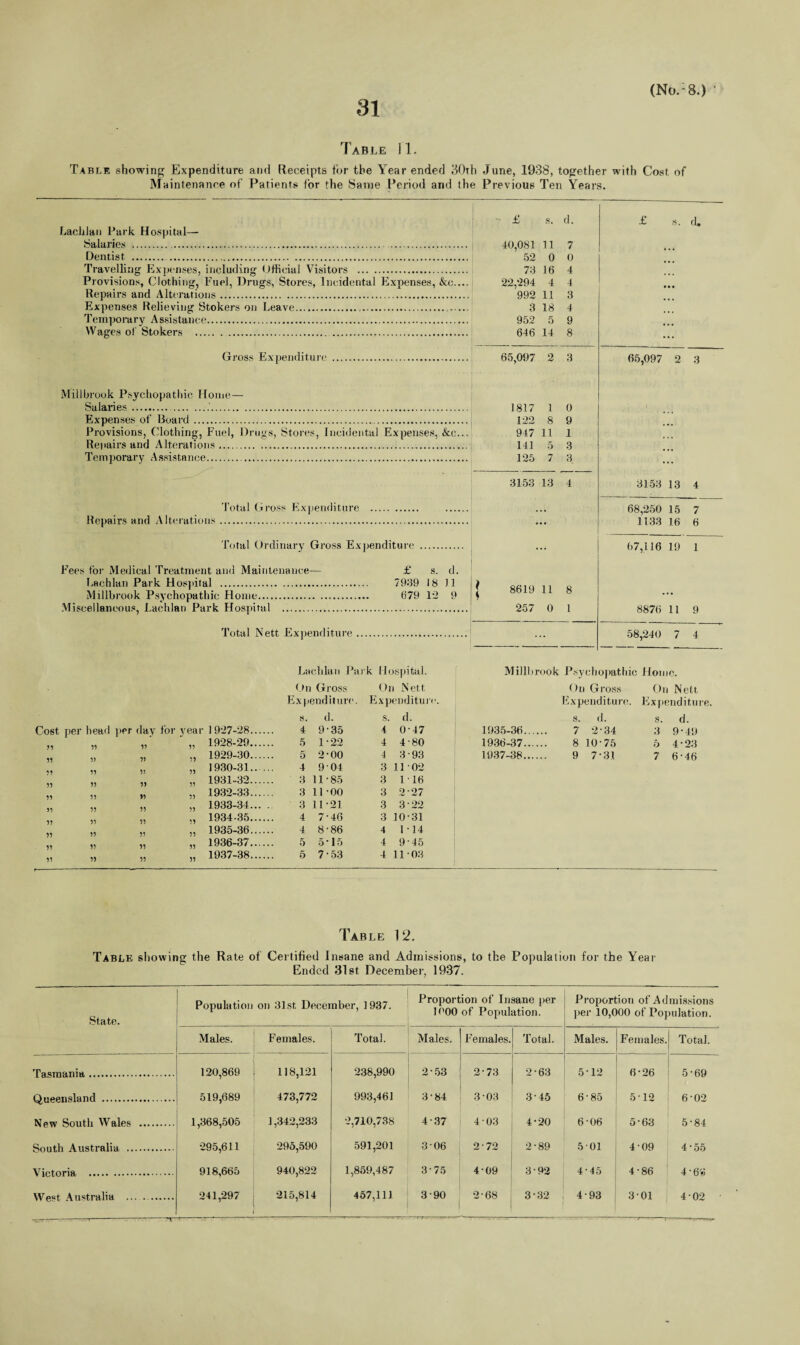 (No. 8.)
31
TABLE 11.
TABLE showing Expenditure and Receipts for the Year ended 30th June, 1938, together with Cost of
Maintenance of Patients for the Same Period and the Previous Ten Years.
£ s. d. £ s. d.
Lachlan Park Hospital—
Salaries ... 40,081 11 7 ...
Dentist ... 52 0 0 ...
Travelling Expenses, including Official Visitors ... 73 16 4 ...
Provisions, Clothing, Fuel, Drugs, Stores, Incidental Expenses, &c.... 22,294 4 4 ...
Repairs and Alterations ... 992 11 3 ...
Expenses Relieving Stokers on Leave ... 3 18 4 ...
Temporary Assistance ... 952 5 9 ...
Wages of Stokers ... 646 14 8 ...
Gross Expenditure ... 65,097 2 3 65,097 2 3
Millbrook Psychopathic Home—
Salaries ... 1817 1 0 ...
Expenses of Board ... 122 8 9 ...
Provisions, Clothing, Fuel, Drugs, Stores, Incidental Expenses, &c... 947 11 1 ...
Repairs and Alterations ... 141 5 3 ...
Temporary Assistance ... 125 7 3 ...
3153 13 4 3153 13 4
Total Gross Expenditure ... ... 68,250 15 7
Repairs and Alterations ... ... 1133 16 6
Total Ordinary Gross Expenditure ... ... 67,116 19 1
Fees for Medical Treatment and Maintenance— £ s. d.
Lachlan Park Hospital ... 7939 18 11
Millbrook Psychopathic Home ... 679 12 9 8619 11 8 ...
Miscellaneous, Lachlan Park Hospital ... 257 0 1 8876 11 9
Total Nett Expenditure ... ... 58,240 7 4
Lachlan Park Hospital. Millbrook Psychopathic Home.
On Gross On Nett On Gross On Nett
Expenditure. Expenditure. Expenditure. Expenditure.
s. d. s. d. s. d. s. d.
Cost per head per day for year 1927-28...... 4 9·35 4 0·47 1935-36...... 7 2·34 3 9·49
„ „ „ „ 1928-29...... 5 1·22 4 4·80 1936-37...... 8 10·75 5 4·23
„ „ „ „ 1929-30...... 5 2·00 4 3·93 1937-38...... 9 7·31 7 6·46
„ „ „ „ 1930-31...... 4 9·04 3 11·02
„ „ „ „ 1931-32...... 3 11·85 3 1·16
„ „ „ „ 1932-33...... 3 11·00 3 2·27
„ „ „ „ 1933-34...... 3 11·21 3 3·22
„ „ „ „ 1934-35...... 4 7·46 3 10·31
„ „ „ „ 1935-36...... 4 8·86 4 1·14
„ „ „ „ 1936-37...... 5 5·15 4 9·45
„ „ „ „ 1937-38...... 5 7·53 4 11·03
TABLE 12.
TABLE showing the Rate of Certified Insane and Admissions, to the Population for the Year
Ended 31st December, 1937.
State. Population on 31st December, 1937. Proportion of Insane per 1000 of Population. Proportion of Admissions per 10,000 of Population.
Males. Females. Total. Males. Females. Total. Males. Females. Total.
Tasmania ... 120,869 118,121 238,990 2·53 2·73 2·63 5·12 6·26 5·69
Queensland ... 519,689 473,772 993,461 3·84 3·03 3·45 6·85 5·12 6·02
New South Wales ... 1,368,505 1,342,233 2,710,738 4·37 4·03 4·20 6·06 5·63 5·84
South Australia ... 295,611 295,590 591,201 3·06 2·72 2·89 5·01 4·09 4·55
Victoria ... 918,665 940,822 1,859,487 3·75 4·09 3·92 4·45 4·86 4·66
West Australia ... 241,297 215,814 457,111 3·90 2·68 3·32 4·93 3·01 4·02